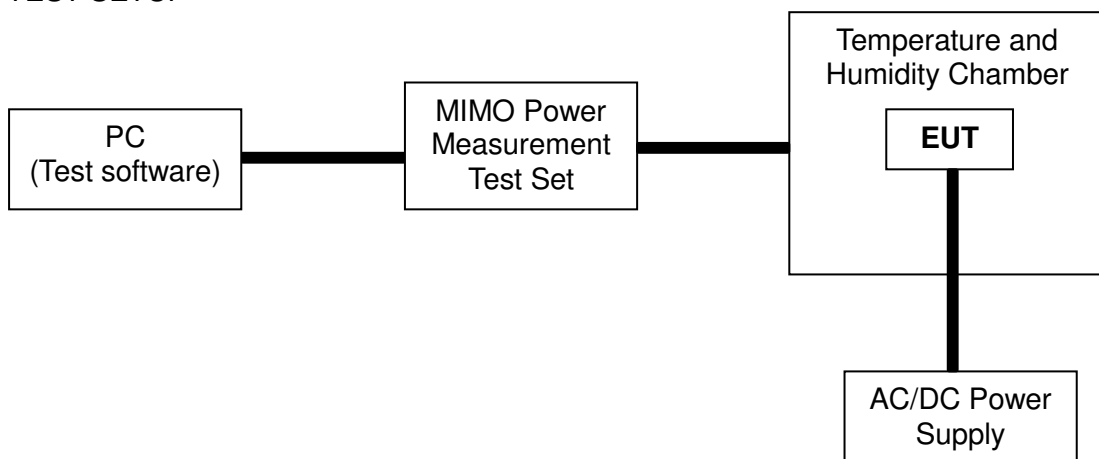 PC
(Test software)
MIMO Power
Measurement
Test Set
Temperature and
Humidity Chamber
EUT
AC/DC Power
Supply